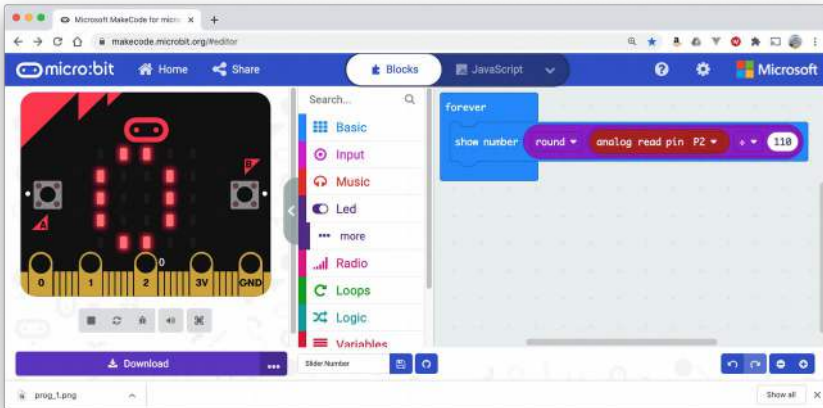 Microsoft MakeCode for micro
makecode.microbit.org/#editor
micro:bit
Home
Share
Blocks
JavaScript
Microsoft
Search...
Basic
Input
Music
Led
more
Radio
Loops
Logic
Variables
forever
show number round analog read pin P2 ÷ 110
A
B
0
0 1 2 3V GND
Download
Slider Number
prog_1.png
Show all